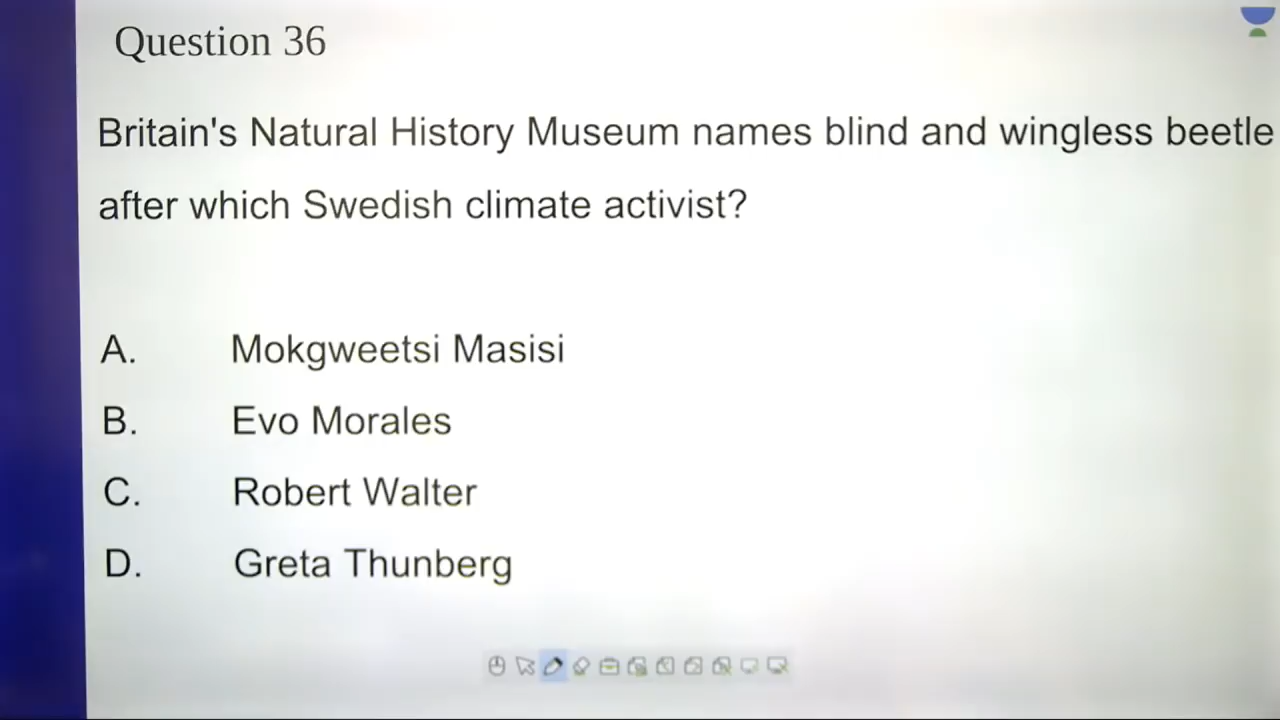 Question 36
Britain's Natural History Museum names blind and wingless beetle
after which Swedish climate activist?
A. Mokgweetsi Masisi
B. Evo Morales
C. Robert Walter
D. Greta Thunberg